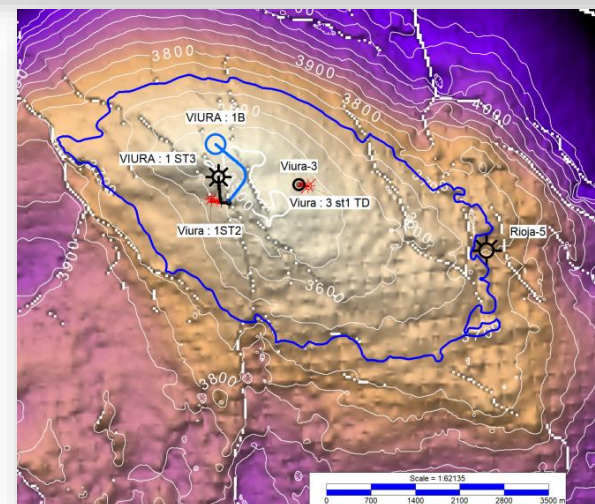 3800
3900
3800
4000
VIURA : 1B
VIURA : 1 ST3
Viura-3
Viura : 3 st1 TD
Viura : 1ST2
Rioja-5
3600
3900
3800
Scale = 1:62135
0 700 1400 2100 2800 3500 m